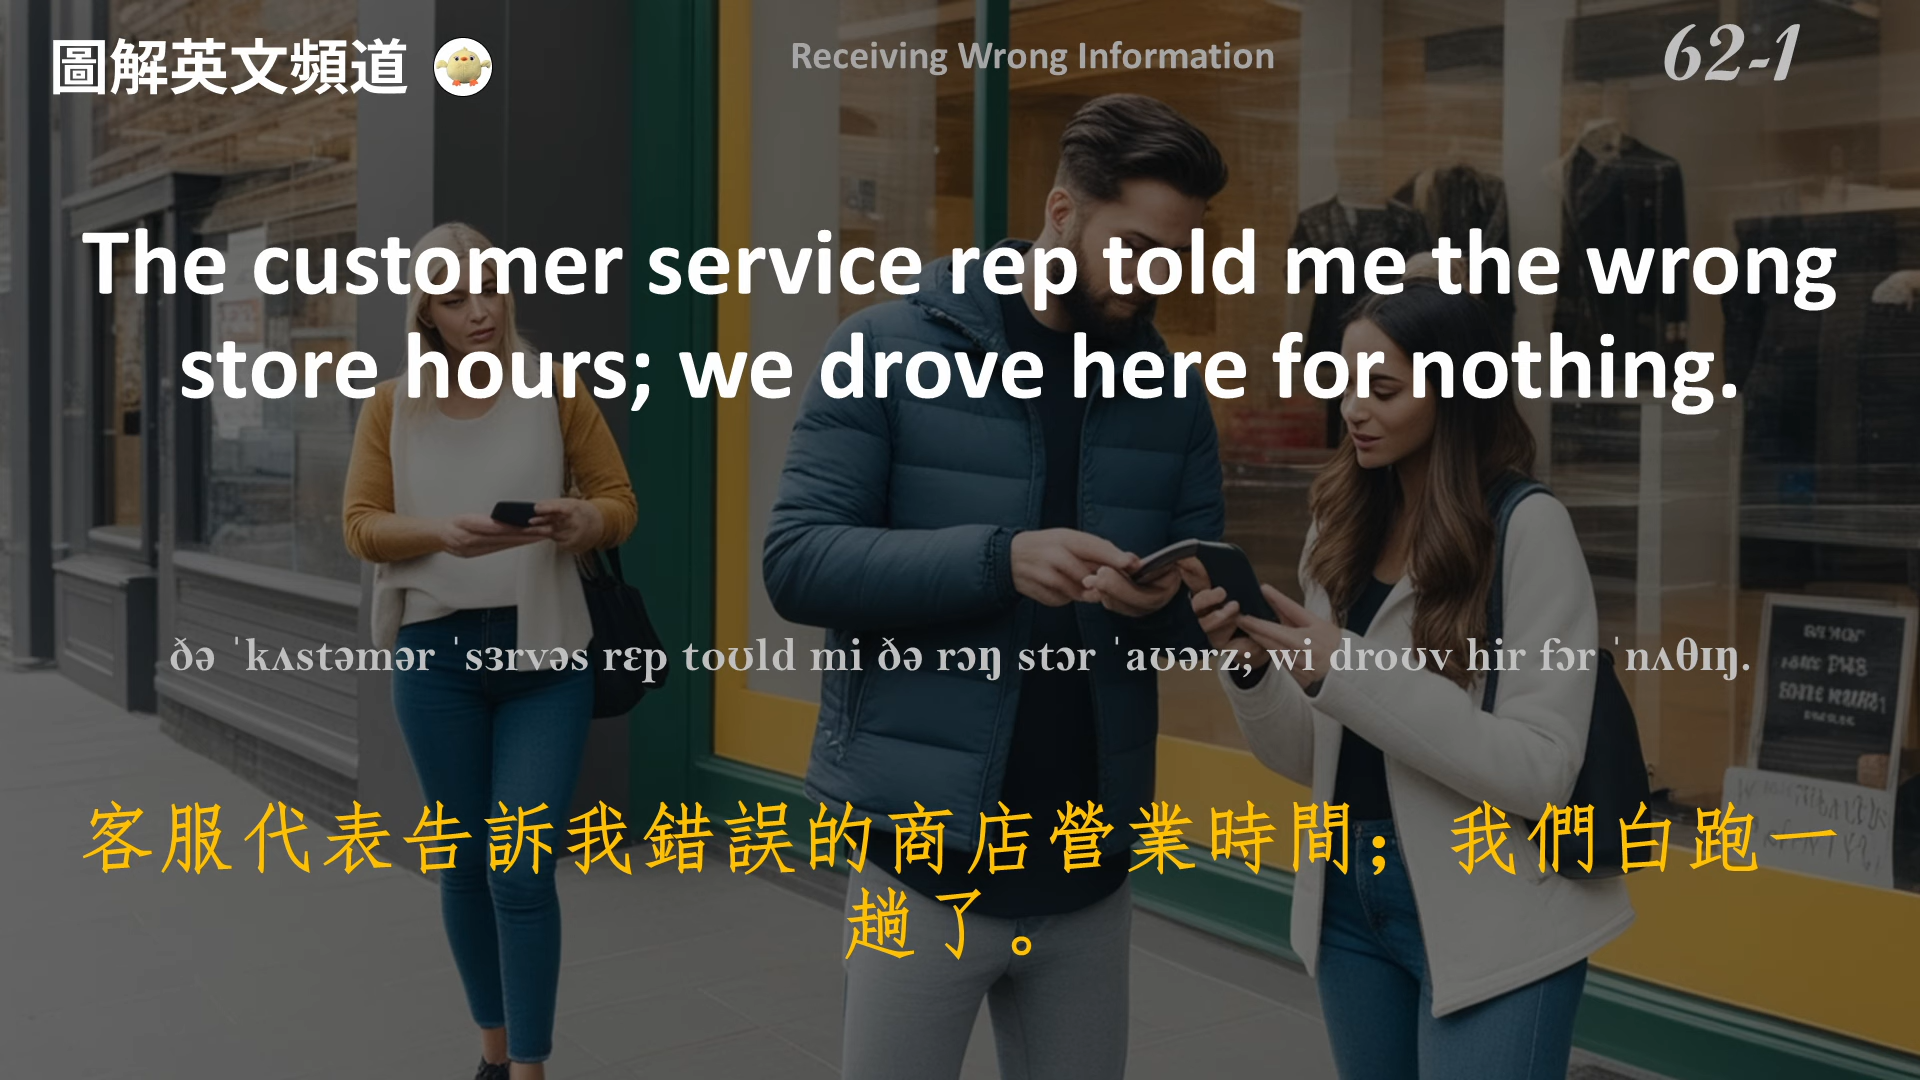 圖解英文頻道
Receiving Wrong Information
62-1
The customer service rep told me the wrong
store hours; we drove here for nothing.
ðə ˈkʌstəmər ˈsɜrvəs rɛp toʊld mi ðə rɔŋ stɔr ˈaʊərz; wi droʊv hir fɔr ˈnʌθɪŋ.
客服代表告訴我錯誤的商店營業時間；我們白跑一
趟了。